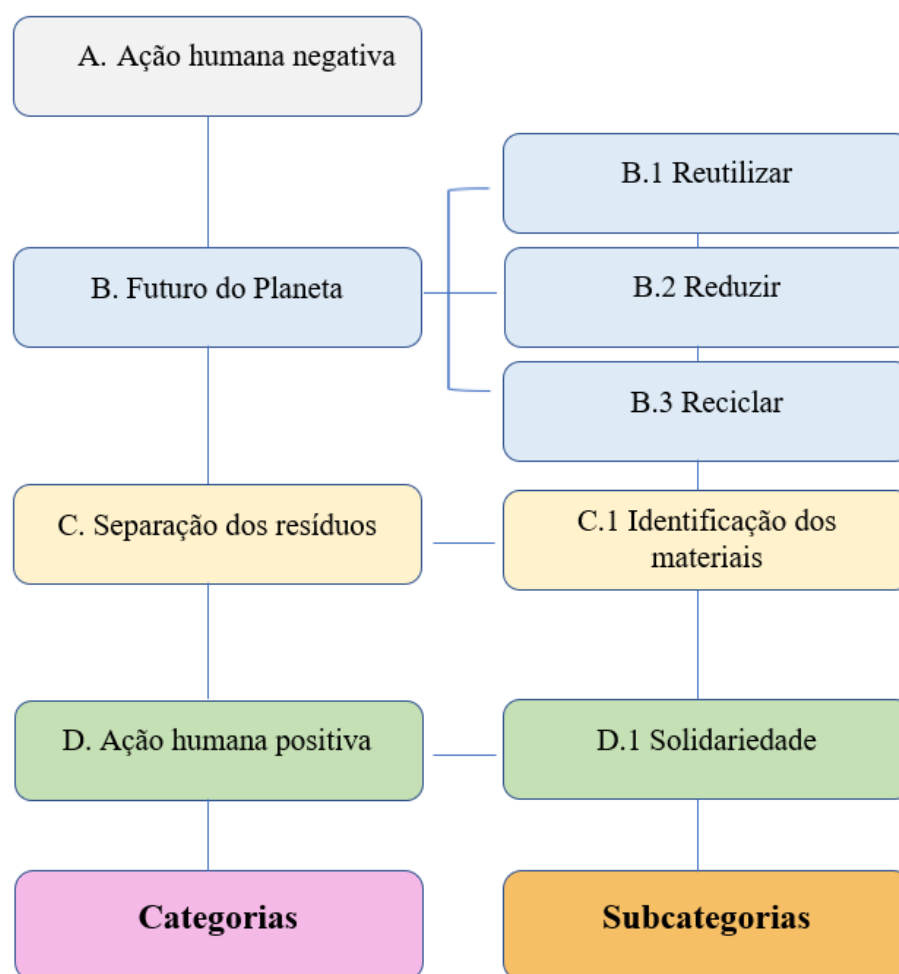 A. Ação humana negativa
B.1 Reutilizar
B. Futuro do Planeta
B.2 Reduzir
B.3 Reciclar
C. Separação dos resíduos
C.1 Identificação dos
materiais
D. Ação humana positiva
D.1 Solidariedade
Categorias
Subcategorias